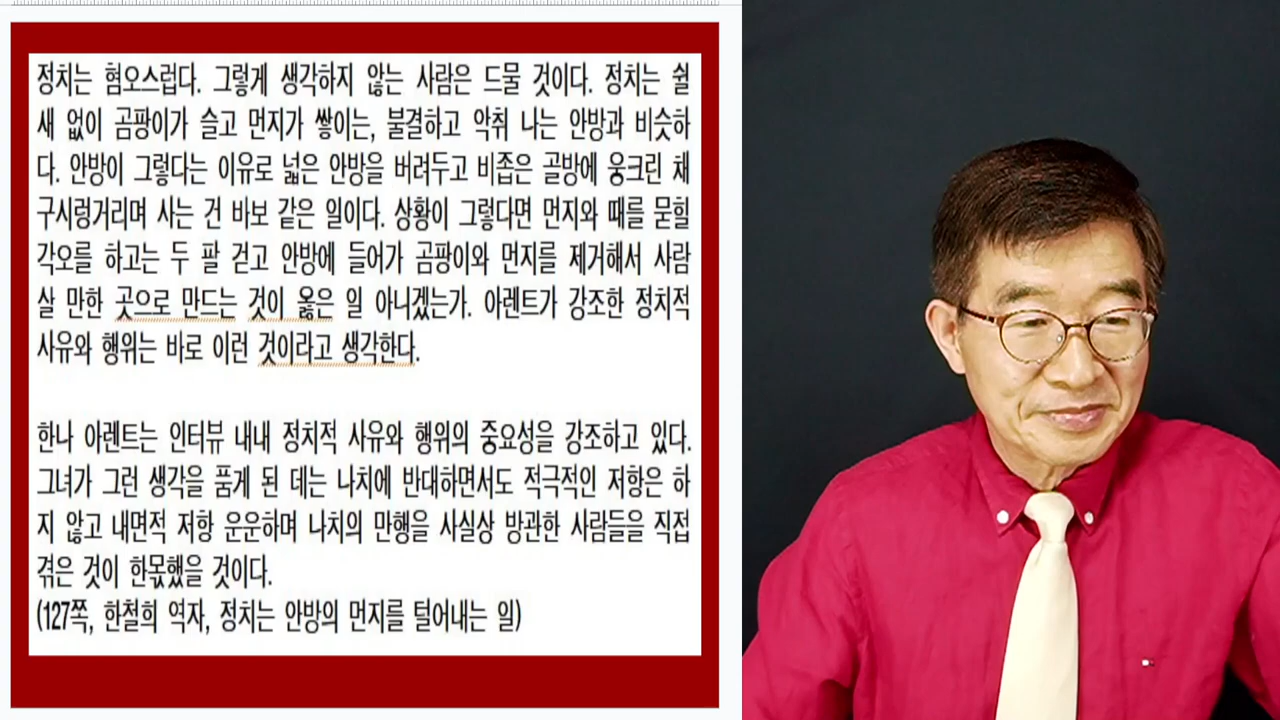 정치는 혐오스럽다. 그렇게 생각하지 않는 사람은 드물 것이다. 정치는 쉴
새 없이 곰팡이가 슬고 먼지가 쌓이는, 불결하고 악취 나는 안방과 비슷하
다. 안방이 그렇다는 이유로 넓은 안방을 버려두고 비좁은 골방에 웅크린 채
구시렁거리며 사는 건 바보 같은 일이다. 상황이 그렇다면 먼지와 때를 묻힐
각오를 하고는 두 팔 걷고 안방에 들어가 곰팡이와 먼지를 제거해서 사람
살 만한 곳으로 만드는 것이 옳은 일 아니겠는가. 아렌트가 강조한 정치적
사유와 행위는 바로 이런 것이라고 생각한다.
한나 아렌트는 인터뷰 내내 정치적 사유와 행위의 중요성을 강조하고 있다.
그녀가 그런 생각을 품게 된 데는 나치에 반대하면서도 적극적인 저항은 하
지 않고 내면적 저항 운운하며 나치의 만행을 사실상 방관한 사람들을 직접
겪은 것이 한몫했을 것이다.
(127쪽, 한철희 역자, 정치는 안방의 먼지를 털어내는 일)